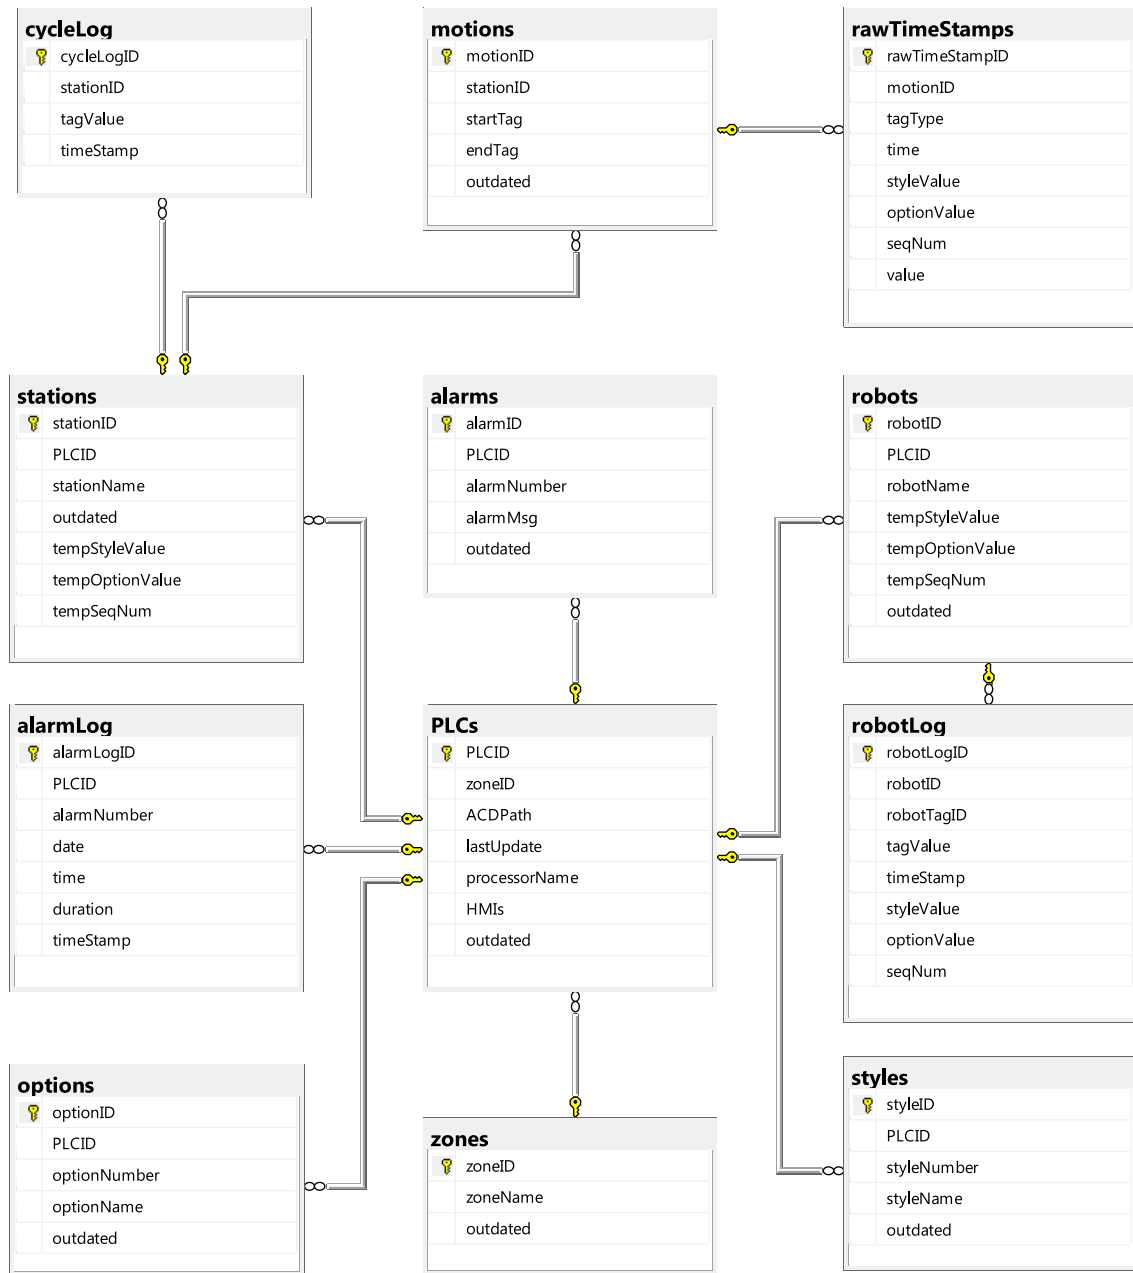 cycleLog
cycleLogID
stationID
tagValue
timeStamp
motions
motionID
stationID
startTag
endTag
outdated
rawTimeStamps
rawTimeStampID
motionID
tagType
time
styleValue
optionValue
seqNum
value
stations
stationID
PLCID
stationName
outdated
tempStyleValue
tempOptionValue
tempSeqNum
alarms
alarmID
PLCID
alarmNumber
alarmMsg
outdated
robots
robotID
PLCID
robotName
tempStyleValue
tempOptionValue
tempSeqNum
outdated
alarmLog
alarmLogID
PLCID
alarmNumber
date
time
duration
timeStamp
PLCs
PLCID
zoneID
ACDPath
lastUpdate
processorName
HMIs
outdated
robotLog
robotLogID
robotID
robotTagID
tagValue
timeStamp
styleValue
optionValue
seqNum
options
optionID
PLCID
optionNumber
optionName
outdated
zones
zoneID
zoneName
outdated
styles
styleID
PLCID
styleNumber
styleName
outdated